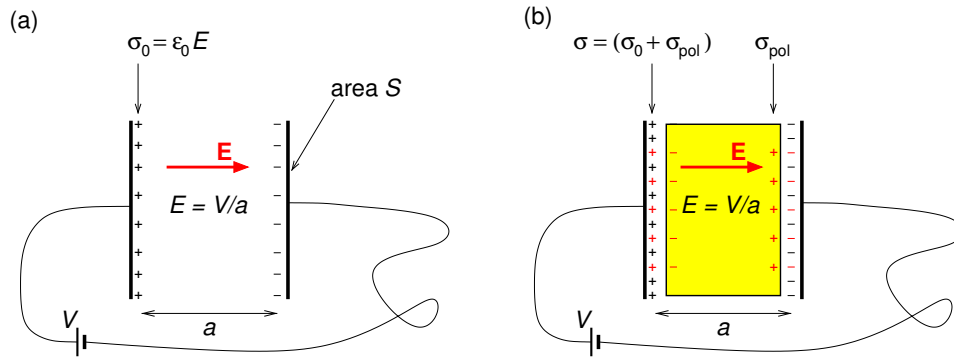 (a)
σ₀ = ε₀E
area S
E
E = V/a
a
V
(b)
σ = (σ₀ + σpol)
σpol
E
E = V/a
a
V